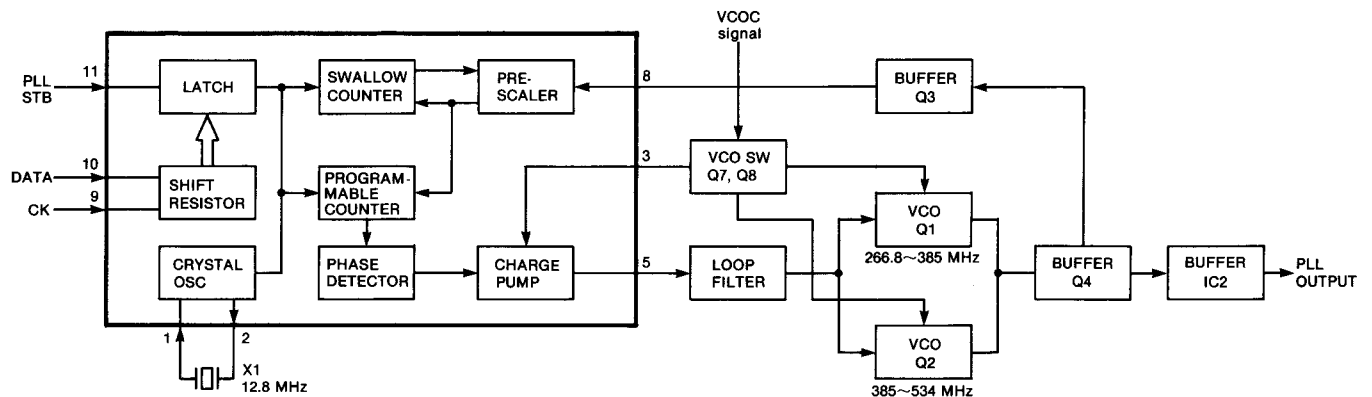 VCOC
signal
PLL
STB
11
LATCH
SWALLOW
COUNTER
PRE-
SCALER
8
BUFFER
Q3
DATA
10
CK
9
SHIFT
RESISTOR
PROGRAM-
MABLE
COUNTER
3
VCO SW
Q7, Q8
VCO
Q1
266.8~385 MHz
CRYSTAL
OSC
PHASE
DETECTOR
CHARGE
PUMP
5
LOOP
FILTER
BUFFER
Q4
BUFFER
IC2
PLL
OUTPUT
1
2
X1
12.8 MHz
VCO
Q2
385~534 MHz